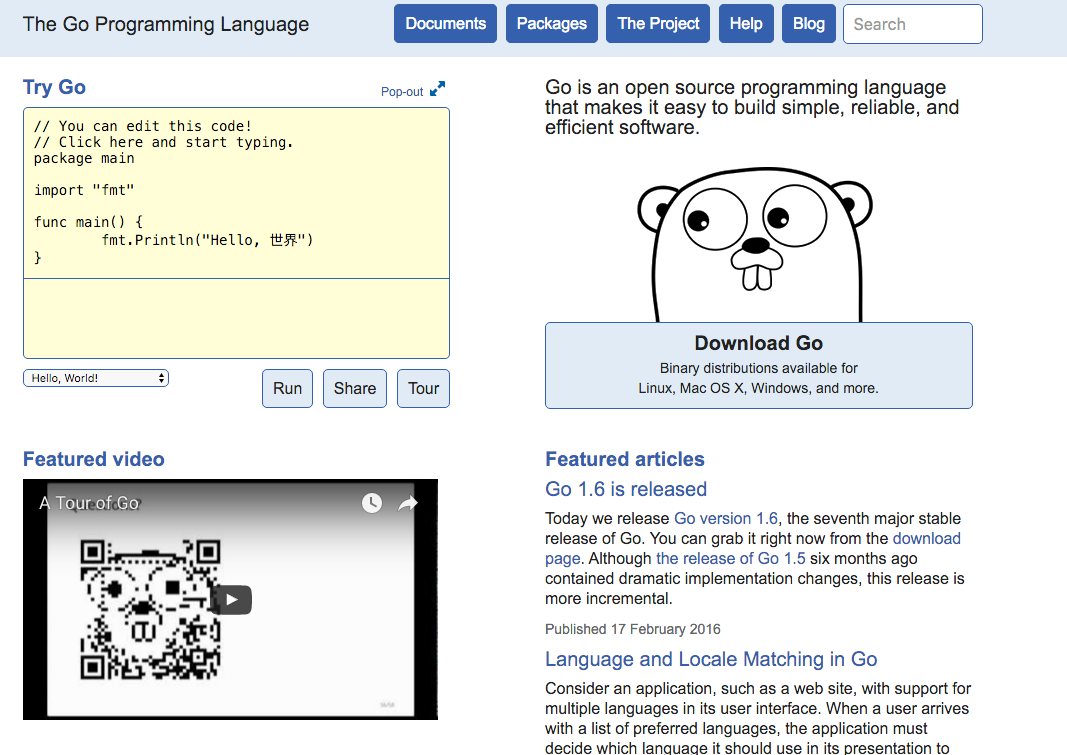 The Go Programming Language
Documents
Packages
The Project
Help
Blog
Search
Try Go
Pop-out
// You can edit this code!
// Click here and start typing.
package main
import "fmt"
func main() {
	fmt.Println("Hello, 世界")
}
Hello, World!
Run
Share
Tour
Go is an open source programming language
that makes it easy to build simple, reliable, and
efficient software.
Download Go
Binary distributions available for
Linux, Mac OS X, Windows, and more.
Featured video
A Tour of Go
Featured articles
Go 1.6 is released
Today we release Go version 1.6, the seventh major stable
release of Go. You can grab it right now from the download
page. Although the release of Go 1.5 six months ago
contained dramatic implementation changes, this release is
more incremental.
Published 17 February 2016
Language and Locale Matching in Go
Consider an application, such as a web site, with support for
multiple languages in its user interface. When a user arrives
with a list of preferred languages, the application must
decide which language it should use in its presentation to